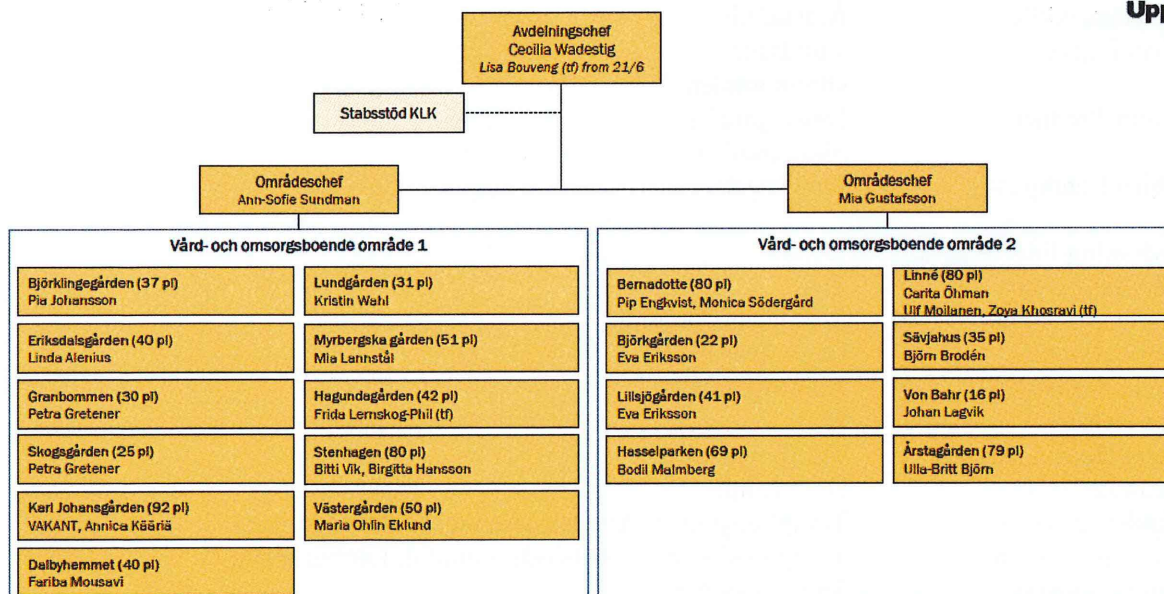 Upp
Avdelningschef
Cecilia Wadestig
Lisa Bouveng (tf) from 21/6
Stabsstöd KLK
Områdeschef
Ann-Sofie Sundman
Områdeschef
Mia Gustafsson
Vård- och omsorgsboende område 1
Björklingegården (37 pl)
Pia Johansson
Lundgården (31 pl)
Kristin Wahl
Eriksdalsgården (40 pl)
Linda Alenius
Myrbergska gården (51 pl)
Mia Lannstål
Granbommen (30 pl)
Petra Gretener
Hagundagården (42 pl)
Frida Lernskog-Phil (tf)
Skogsgården (25 pl)
Petra Gretener
Stenhagen (80 pl)
Bitti Vik, Birgitta Hansson
Karl Johansgården (92 pl)
VAKANT, Annica Kääriä
Västergården (50 pl)
Maria Ohlin Eklund
Dalbyhemmet (40 pl)
Fariba Mousavi
Vård- och omsorgsboende område 2
Bernadotte (80 pl)
Pip Engkvist, Monica Södergård
Linné (80 pl)
Carita Öhman
Ulf Moilanen, Zoya Khosravi (tf)
Björkgården (22 pl)
Eva Eriksson
Sävjahus (35 pl)
Björn Brodén
Lillsjögården (41 pl)
Eva Eriksson
Von Bahr (16 pl)
Johan Lagvik
Hasselparken (69 pl)
Bodil Malmberg
Årstagården (79 pl)
Ulla-Britt Björn